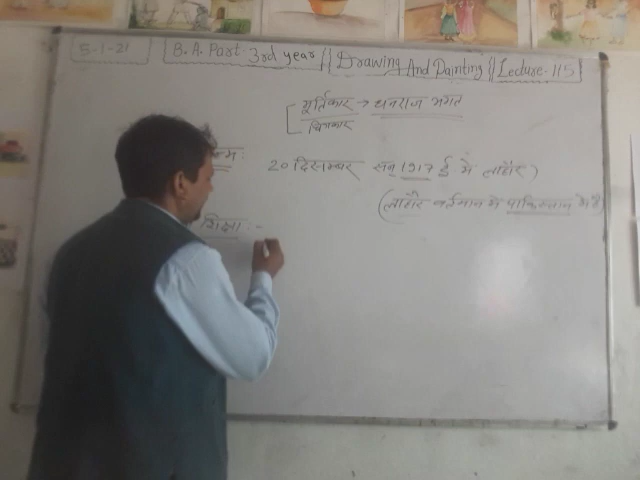 5-1-21 B.A. Part-3rd year || Drawing And Painting || Lecture-115
मूर्तिकार → धनराज भगत
चित्रकार
न्म:
20 दिसम्बर सन् 1917 ई में लाहौर)
(लाहौर वर्तमान में पाकिस्तान में है)
शिक्षा :-